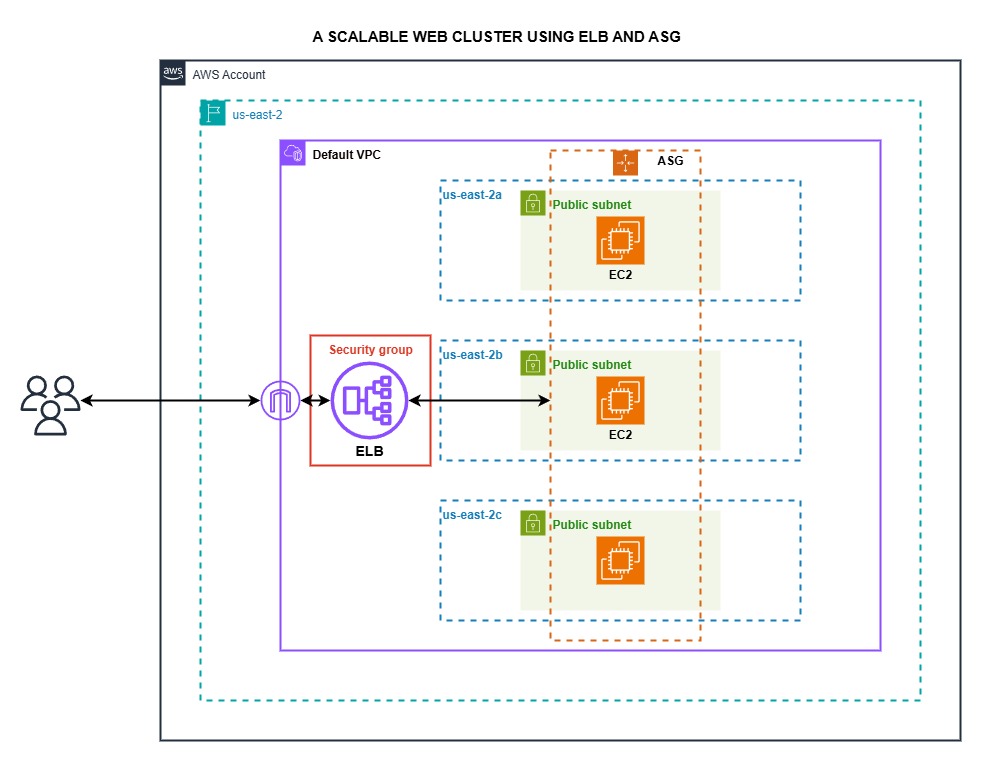 A SCALABLE WEB CLUSTER USING ELB AND ASG
aws
AWS Account
us-east-2
Default VPC
ASG
us-east-2a
Public subnet
EC2
Security group
ELB
us-east-2b
Public subnet
EC2
us-east-2c
Public subnet